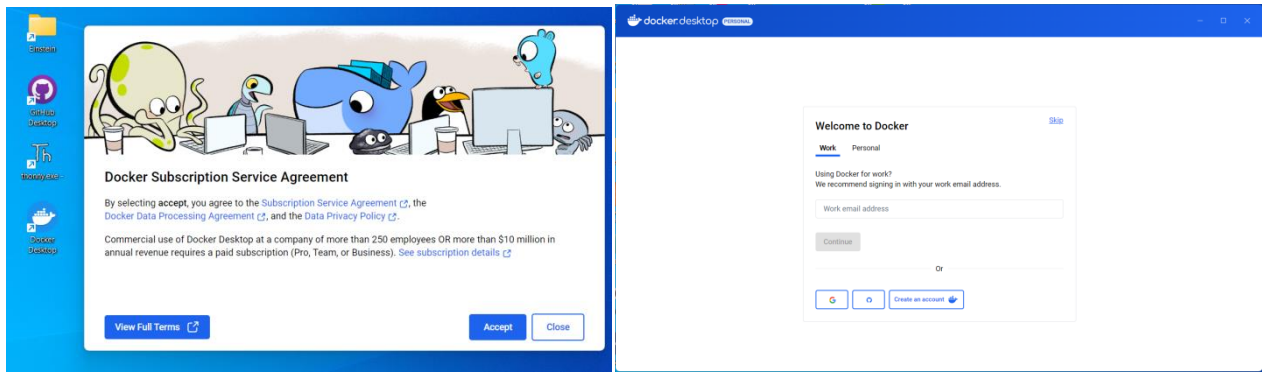 Einstein
GitHub
Desktop
Th
thonny.exe -
Docker
Desktop
Docker Subscription Service Agreement
By selecting accept, you agree to the Subscription Service Agreement, the
Docker Data Processing Agreement, and the Data Privacy Policy.
Commercial use of Docker Desktop at a company of more than 250 employees OR more than $10 million in
annual revenue requires a paid subscription (Pro, Team, or Business). See subscription details
View Full Terms
Accept
Close
docker desktop PERSONAL
Welcome to Docker
Skip
Work
Personal
Using Docker for work?
We recommend signing in with your work email address.
Work email address
Continue
Or
G
Create an account